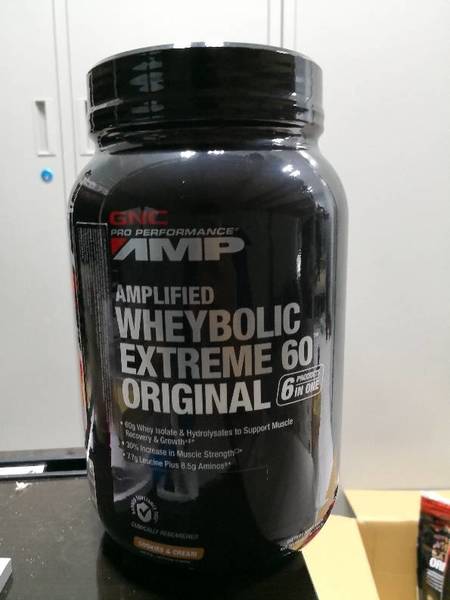 GNC
PRO PERFORMANCE
AMP
AMPLIFIED
WHEYBOLIC
EXTREME 60
ORIGINAL
6 PRODUCTS
IN ONE
• 60g Whey Isolate & Hydrolysates to Support Muscle
Recovery & Growth
• 30% Increase in Muscle Strength
• 7.7g Leucine Plus 8.5g Aminos
CLINICALLY RESEARCHED
COOKIES & CREAM